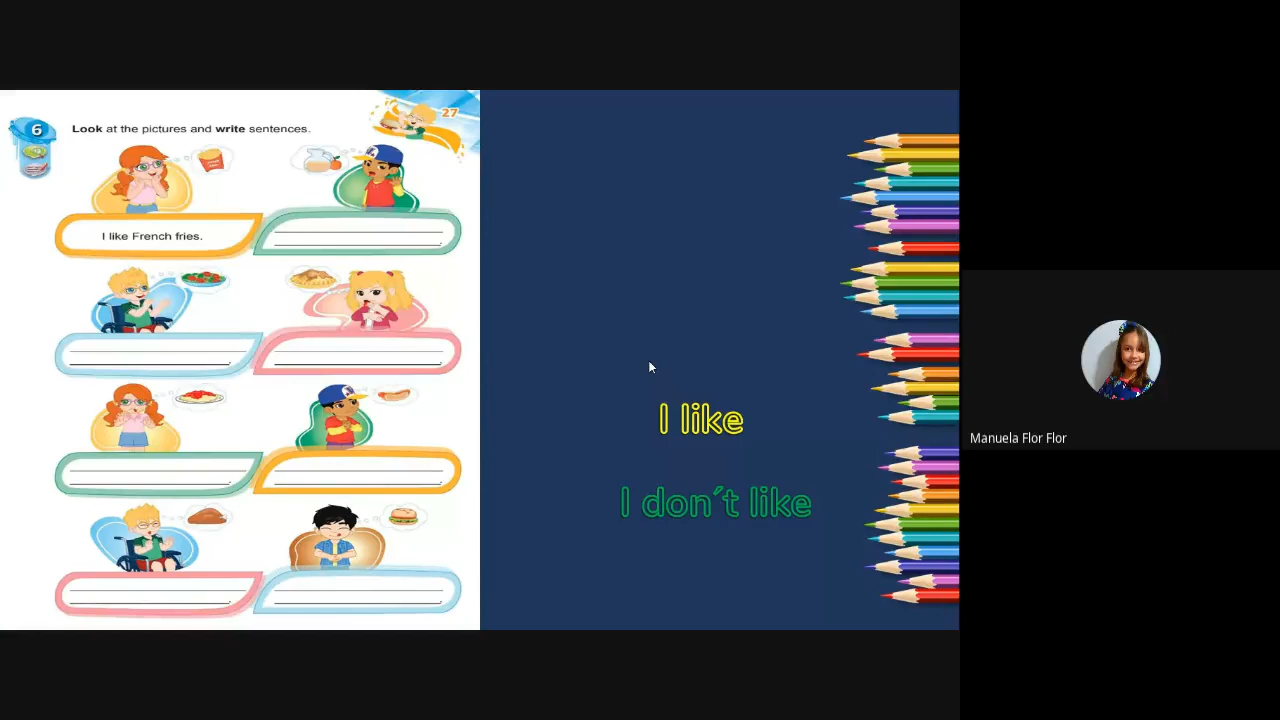 27
6
Look at the pictures and write sentences.
I like French fries.
I like
I don´t like
Manuela Flor Flor